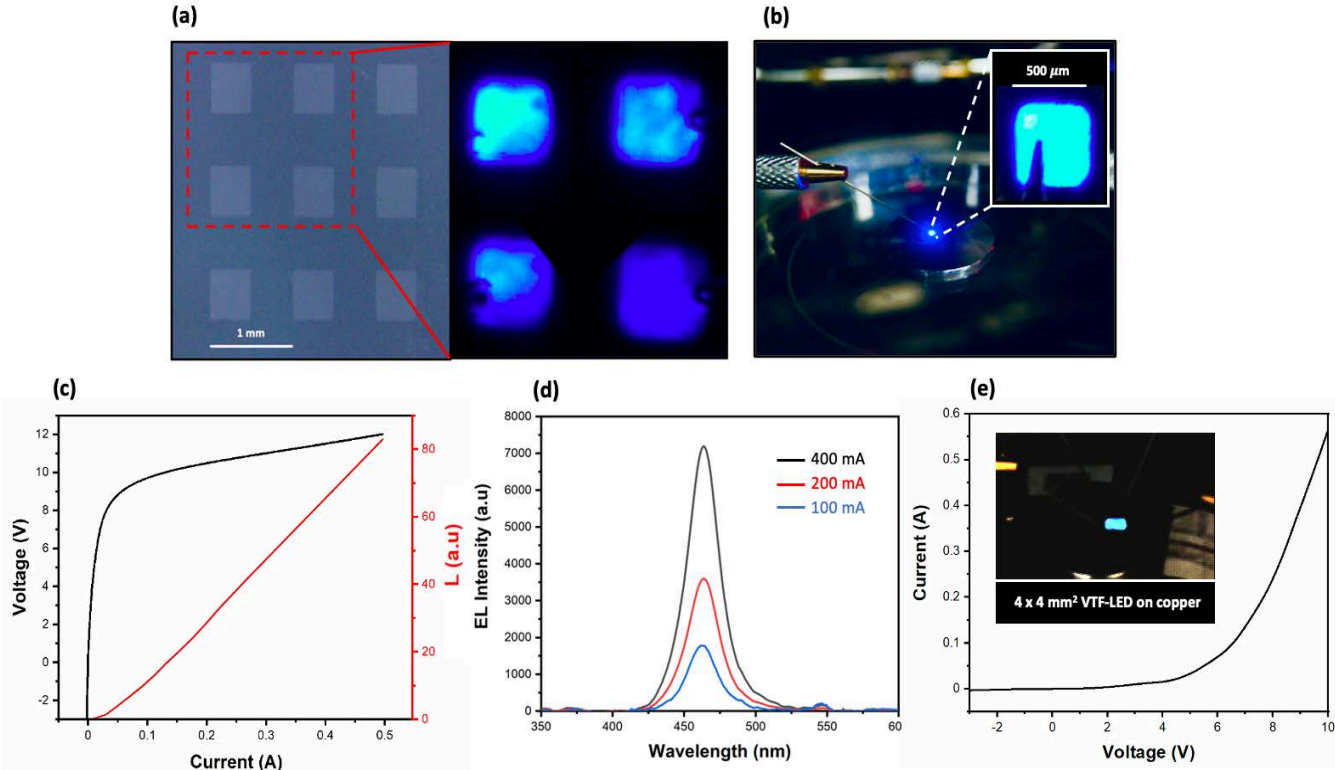 (a)
1 mm
(b)
500 μm
(c)
Voltage (V)
12
10
8
6
4
2
0
-2
L (a.u)
80
60
40
20
0
0
0.1
0.2
0.3
0.4
0.5
Current (A)
(d)
EL Intensity (a.u)
8000
7000
6000
5000
4000
3000
2000
1000
0
400 mA
200 mA
100 mA
350
400
450
500
550
600
Wavelength (nm)
(e)
Current (A)
0.6
0.5
0.4
0.3
0.2
0.1
0
4 x 4 mm² VTF-LED on copper
-2
0
2
4
6
8
10
Voltage (V)